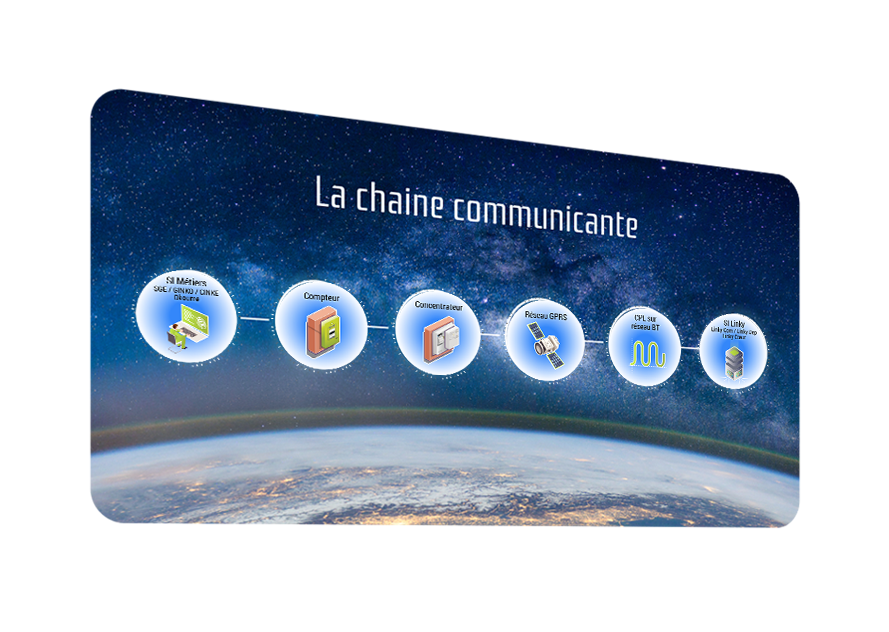 La chaine communicante
SI Métiers
SGE / GINKO / CINKE
Compteur
Concentrateur
Réseau GPRS
CPL sur
réseau BT
SI Linky